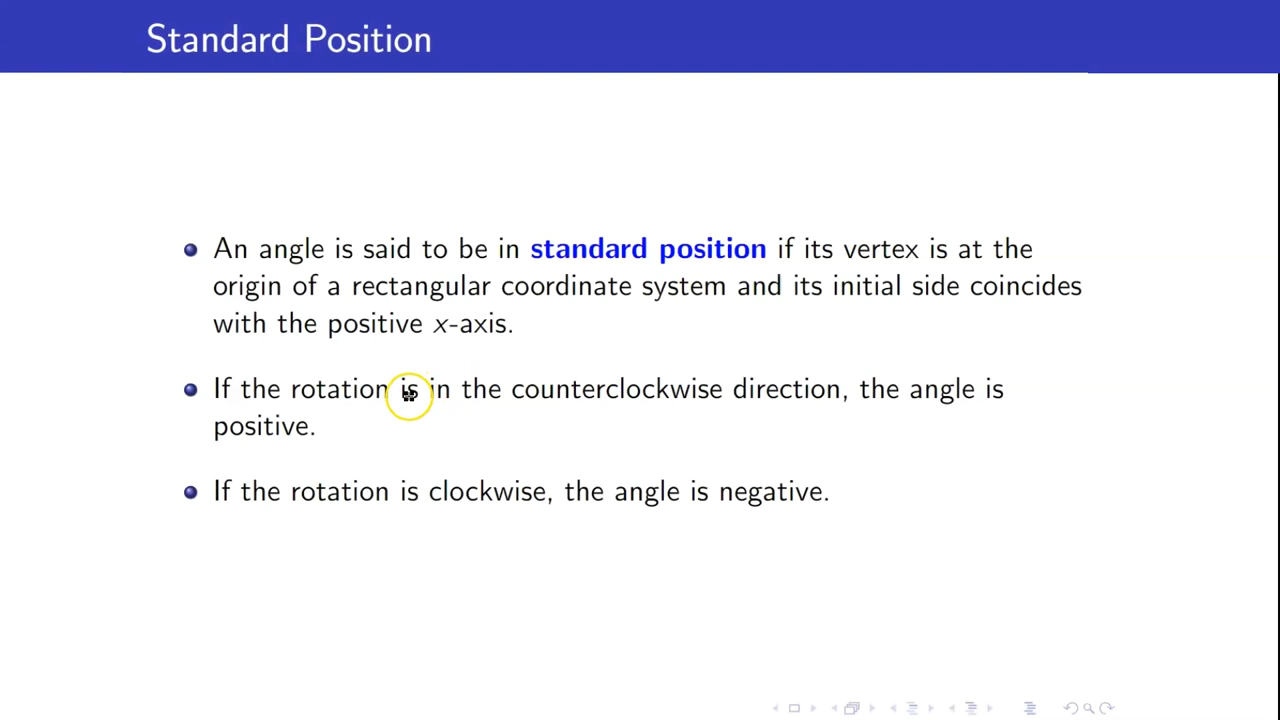 Standard Position
An angle is said to be in standard position if its vertex is at the
origin of a rectangular coordinate system and its initial side coincides
with the positive x-axis.
If the rotation is in the counterclockwise direction, the angle is
positive.
If the rotation is clockwise, the angle is negative.